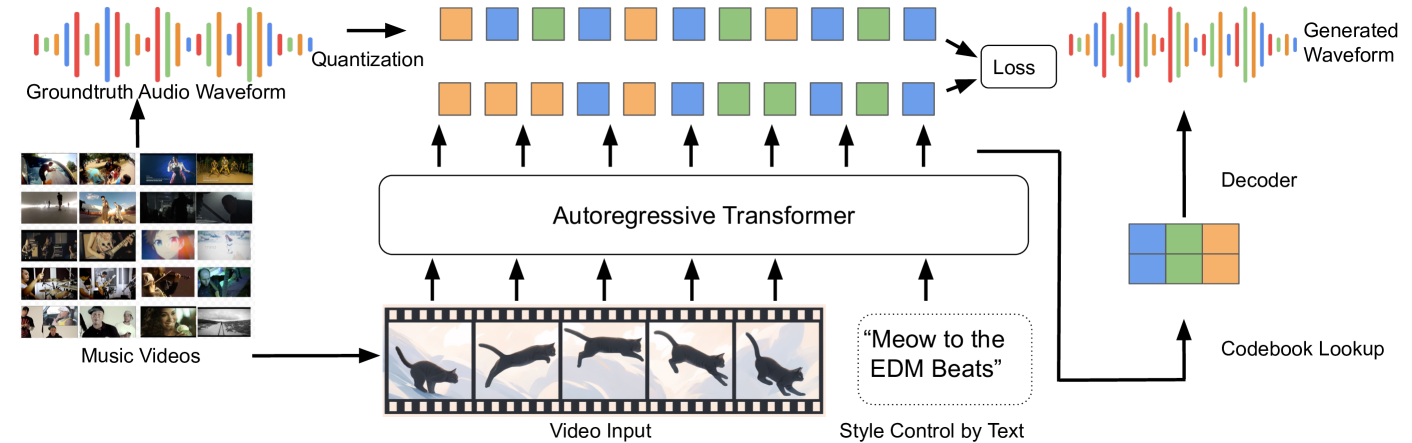 Groundtruth Audio Waveform
Quantization
Loss
Generated
Waveform
Autoregressive Transformer
Decoder
Music Videos
Video Input
“Meow to the
EDM Beats”
Style Control by Text
Codebook Lookup